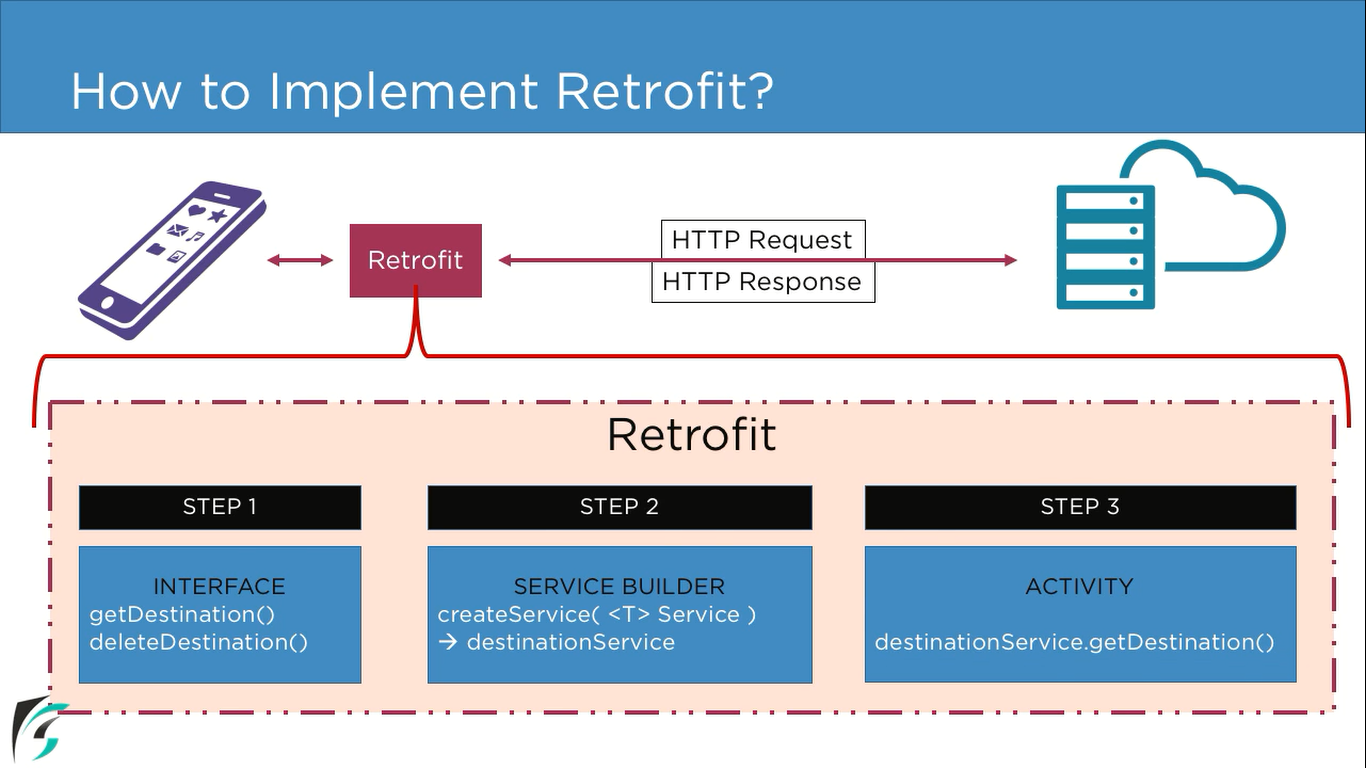 How to Implement Retrofit?
Retrofit
HTTP Request
HTTP Response
Retrofit
STEP 1
INTERFACE
getDestination()
deleteDestination()
STEP 2
SERVICE BUILDER
createService( <T> Service )
→ destinationService
STEP 3
ACTIVITY
destinationService.getDestination()